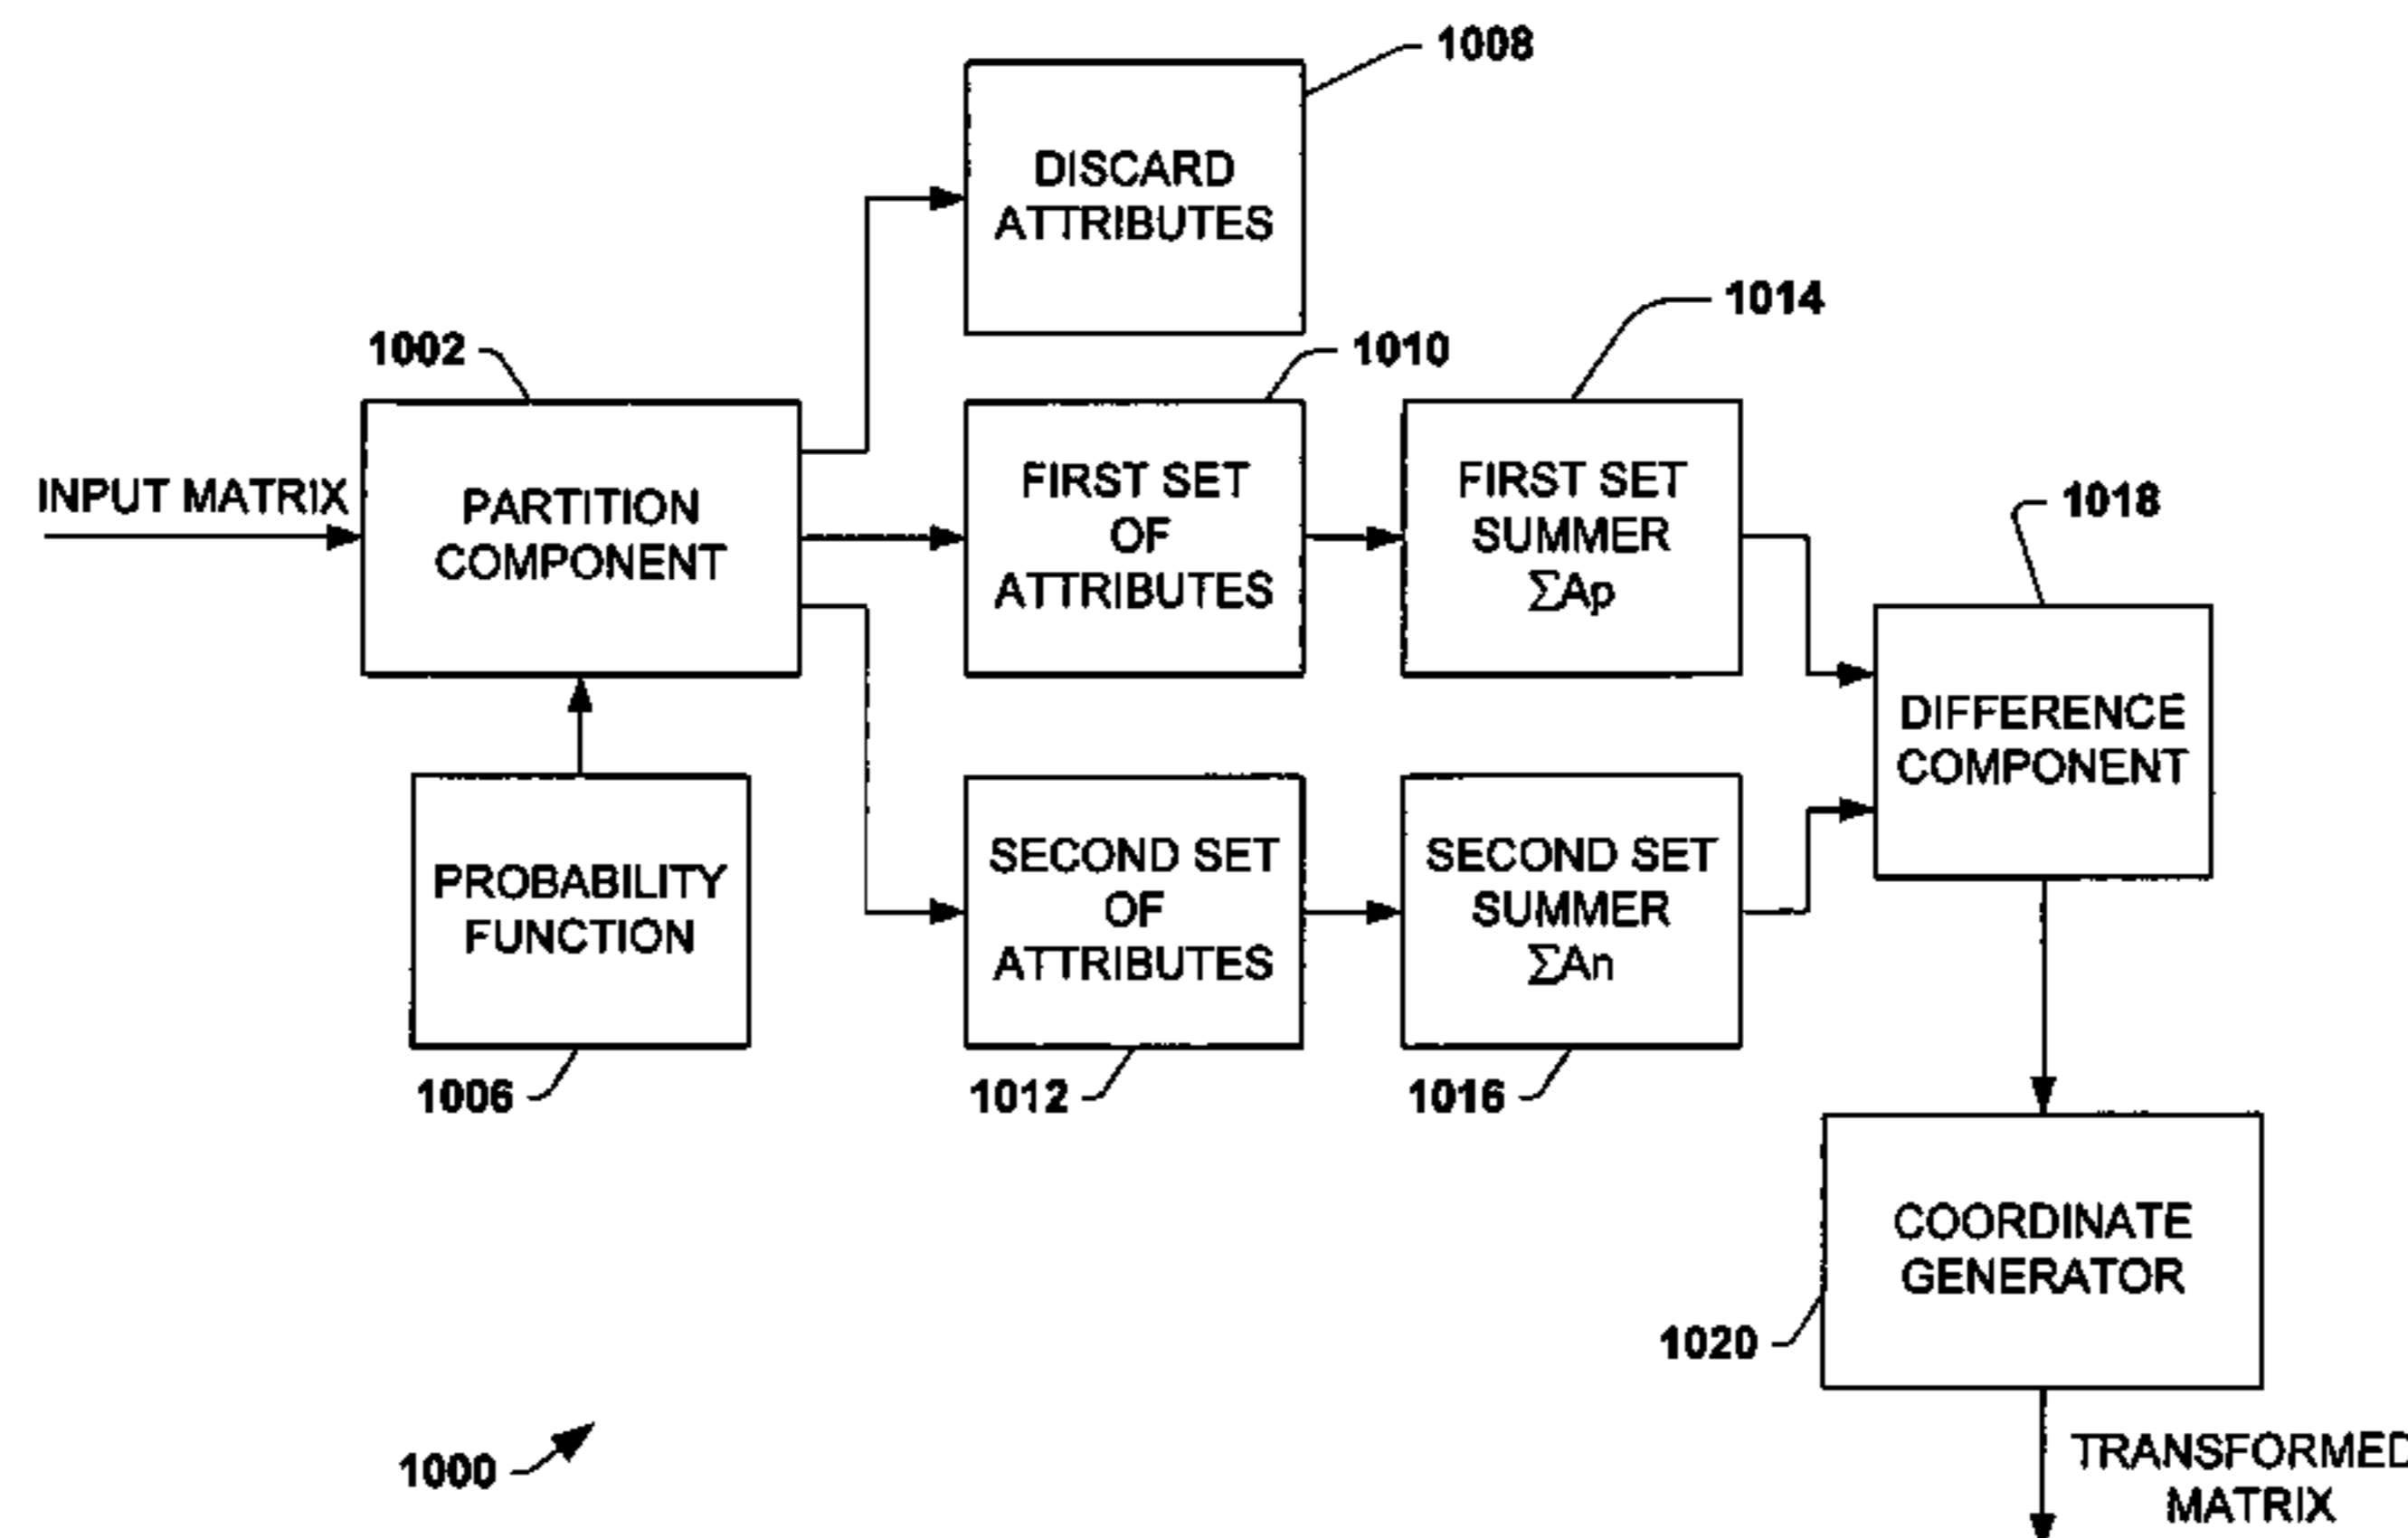 1008
DISCARD
ATTRIBUTES
1002
1010
1014
INPUT MATRIX
PARTITION
COMPONENT
FIRST SET
OF
ATTRIBUTES
FIRST SET
SUMMER
ΣAp
1018
DIFFERENCE
COMPONENT
PROBABILITY
FUNCTION
SECOND SET
OF
ATTRIBUTES
SECOND SET
SUMMER
ΣAn
1006
1012
1016
COORDINATE
GENERATOR
1020
1000
TRANSFORMED
MATRIX